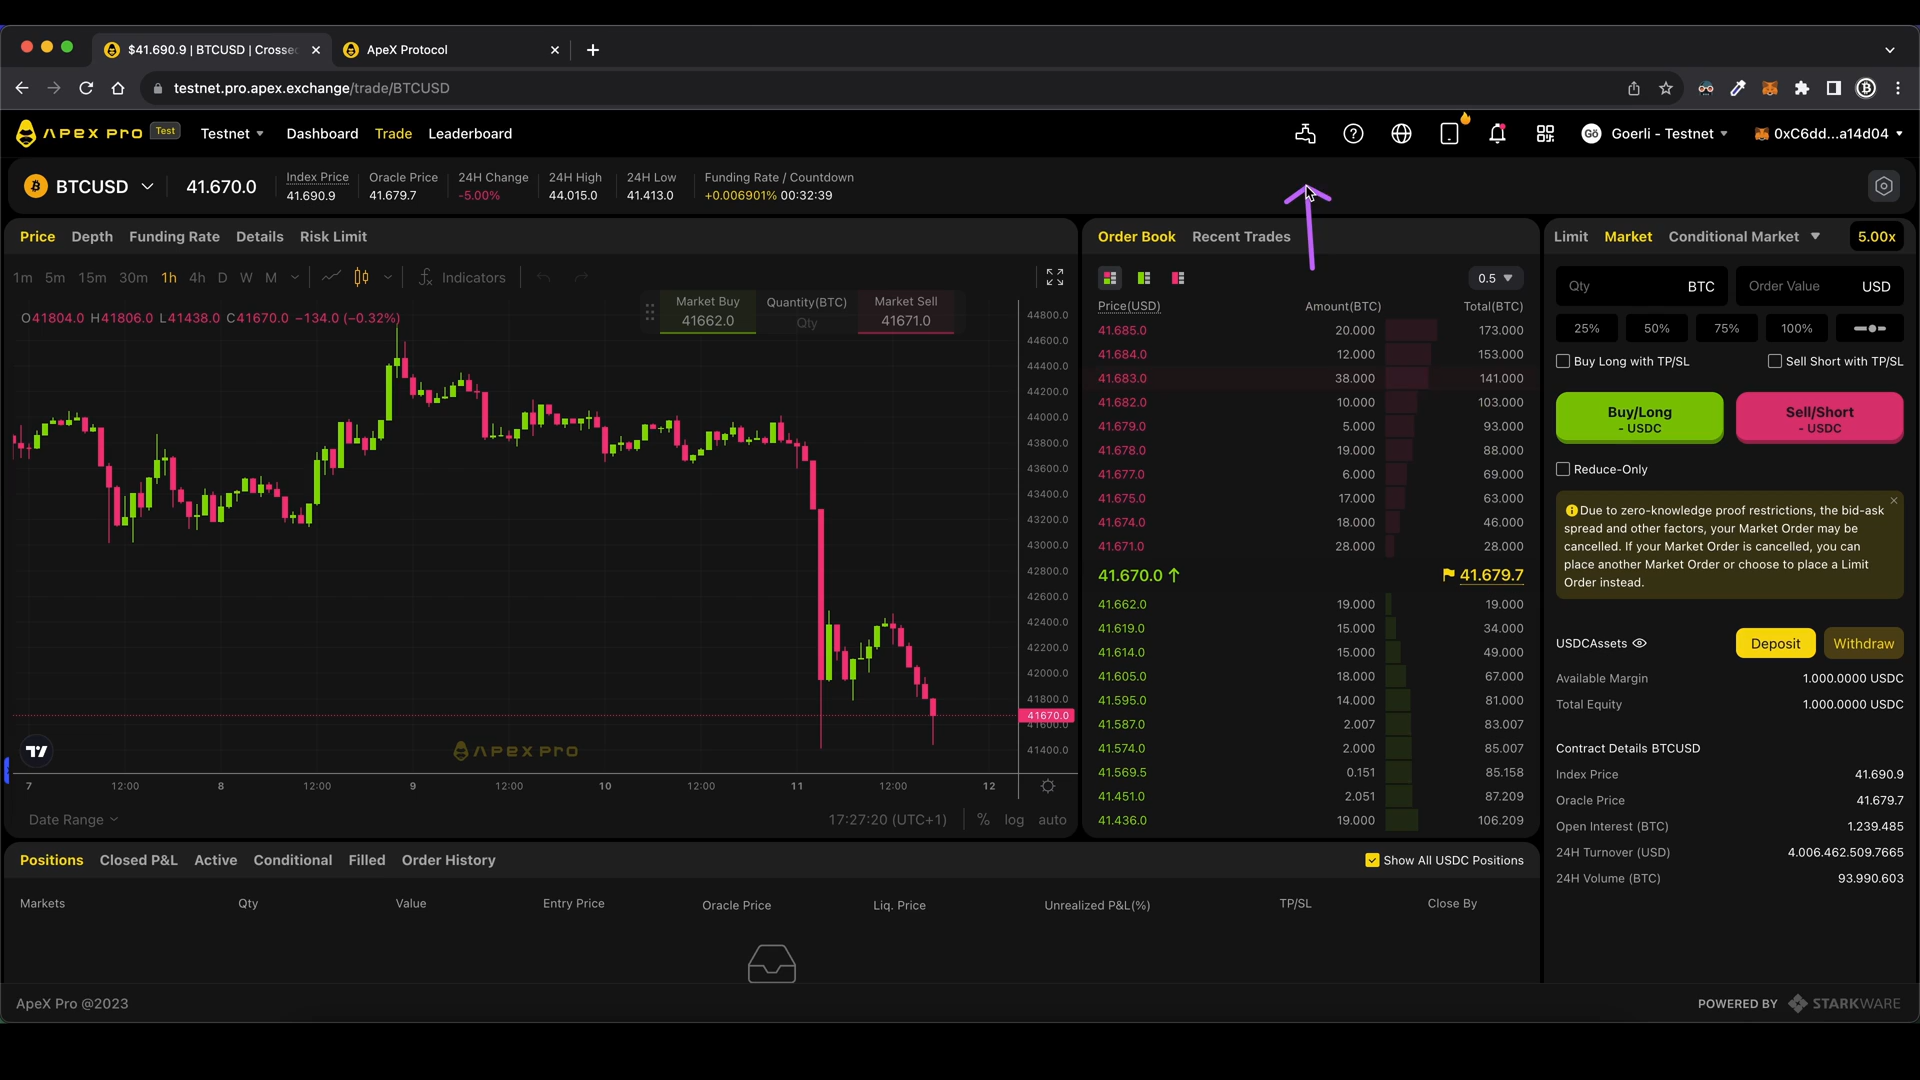 $41.690.9 | BTCUSD | Crossed
ApeX Protocol
testnet.pro.apex.exchange/trade/BTCUSD
APEX PRO Test Testnet Dashboard Trade Leaderboard
Gö Goerli - Testnet 0xC6dd...a14d04
BTCUSD 41.670.0
Index Price
41.690.9
Oracle Price
41.679.7
24H Change
-5.00%
24H High
44.015.0
24H Low
41.413.0
Funding Rate / Countdown
+0.006901% 00:32:39
Price Depth Funding Rate Details Risk Limit
1m 5m 15m 30m 1h 4h D W M Indicators
O41804.0 H41806.0 L41438.0 C41670.0 −134.0 (−0.32%)
Market Buy
41662.0
Quantity(BTC)
Qty
Market Sell
41671.0
44800.0
44600.0
44400.0
44200.0
44000.0
43800.0
43600.0
43400.0
43200.0
43000.0
42800.0
42600.0
42400.0
42200.0
42000.0
41800.0
41670.0
41600.0
41400.0
APEX PRO
7 12:00 8 12:00 9 12:00 10 12:00 11 12:00 12
Date Range 17:27:20 (UTC+1) % log auto
Order Book Recent Trades
0.5
Price(USD) Amount(BTC) Total(BTC)
41.685.0 20.000 173.000
41.684.0 12.000 153.000
41.683.0 38.000 141.000
41.682.0 10.000 103.000
41.679.0 5.000 93.000
41.678.0 19.000 88.000
41.677.0 6.000 69.000
41.675.0 17.000 63.000
41.674.0 18.000 46.000
41.671.0 28.000 28.000
41.670.0 41.679.7
41.662.0 19.000 19.000
41.619.0 15.000 34.000
41.614.0 15.000 49.000
41.605.0 18.000 67.000
41.595.0 14.000 81.000
41.587.0 2.007 83.007
41.574.0 2.000 85.007
41.569.5 0.151 85.158
41.451.0 2.051 87.209
41.436.0 19.000 106.209
Limit Market Conditional Market 5.00x
Qty BTC Order Value USD
25% 50% 75% 100%
Buy Long with TP/SL Sell Short with TP/SL
Buy/Long
- USDC
Sell/Short
- USDC
Reduce-Only
Due to zero-knowledge proof restrictions, the bid-ask
spread and other factors, your Market Order may be
cancelled. If your Market Order is cancelled, you can
place another Market Order or choose to place a Limit
Order instead.
USDCAssets Deposit Withdraw
Available Margin 1.000.0000 USDC
Total Equity 1.000.0000 USDC
Contract Details BTCUSD
Index Price 41.690.9
Oracle Price 41.679.7
Open Interest (BTC) 1.239.485
24H Turnover (USD) 4.006.462.509.7665
24H Volume (BTC) 93.990.603
Positions Closed P&L Active Conditional Filled Order History Show All USDC Positions
Markets Qty Value Entry Price Oracle Price Liq. Price Unrealized P&L(%) TP/SL Close By
ApeX Pro @2023
POWERED BY STARKWARE